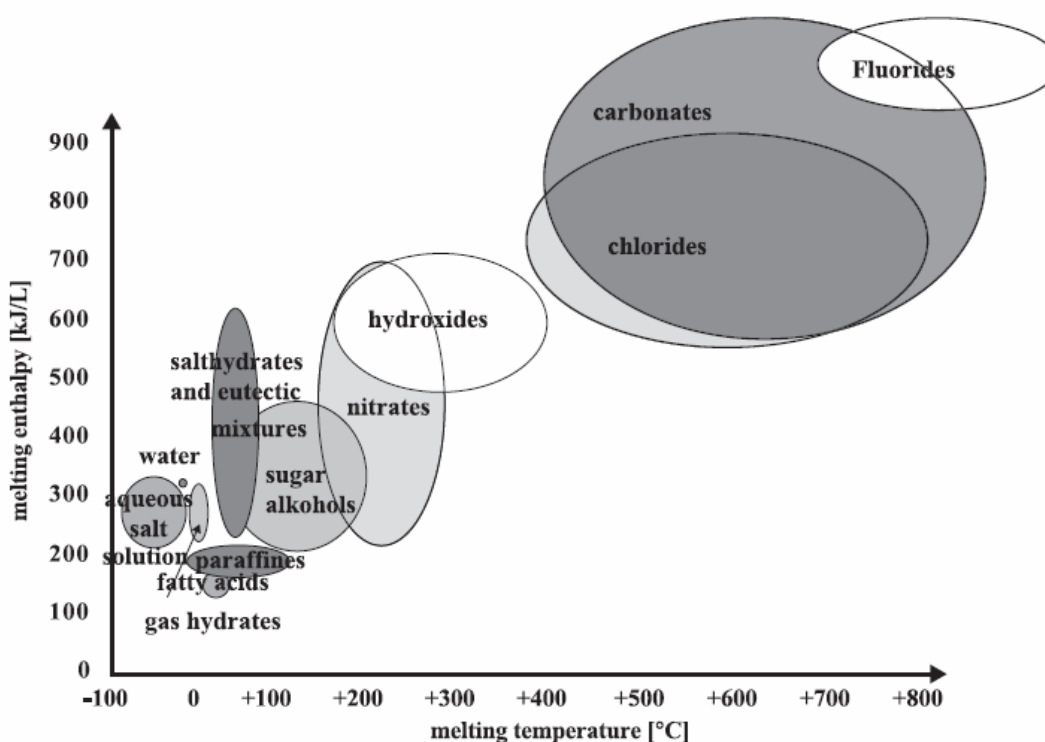 Fluorides
carbonates
900
800
chlorides
700
600
hydroxides
salthydrates
and eutectic
mixtures
500
nitrates
400
water
sugar
alkohols
300
aqueous
salt
solution
200
paraffines
fatty acids
100
gas hydrates
0
melting enthalpy [kJ/L]
-100 0 +100 +200 +300 +400 +500 +600 +700 +800
melting temperature [°C]